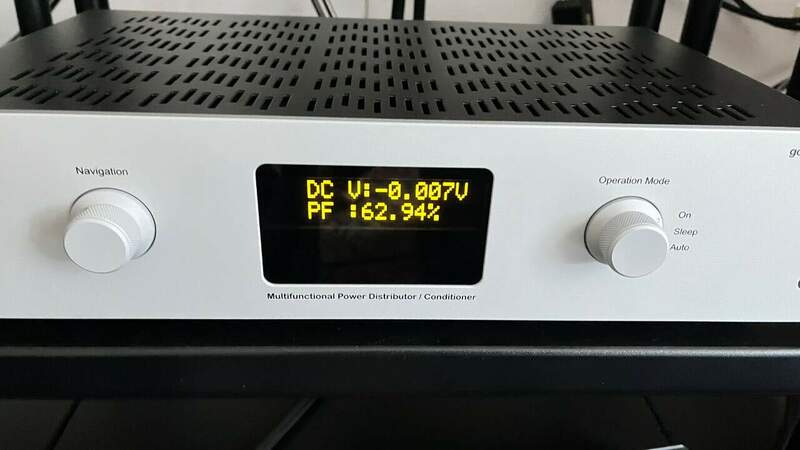 Navigation
DC V:-0.007V
PF :62.94%
Multifunctional Power Distributor / Conditioner
Operation Mode
On
Sleep
Auto